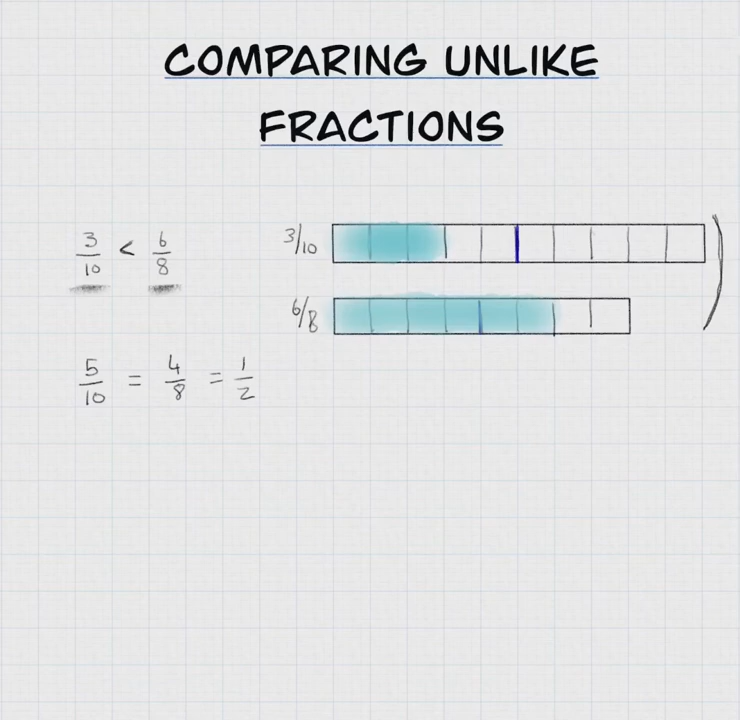 COMPARING UNLIKE
FRACTIONS
3/10 < 6/8
3/10
6/8
5/10 = 4/8 = 1/2